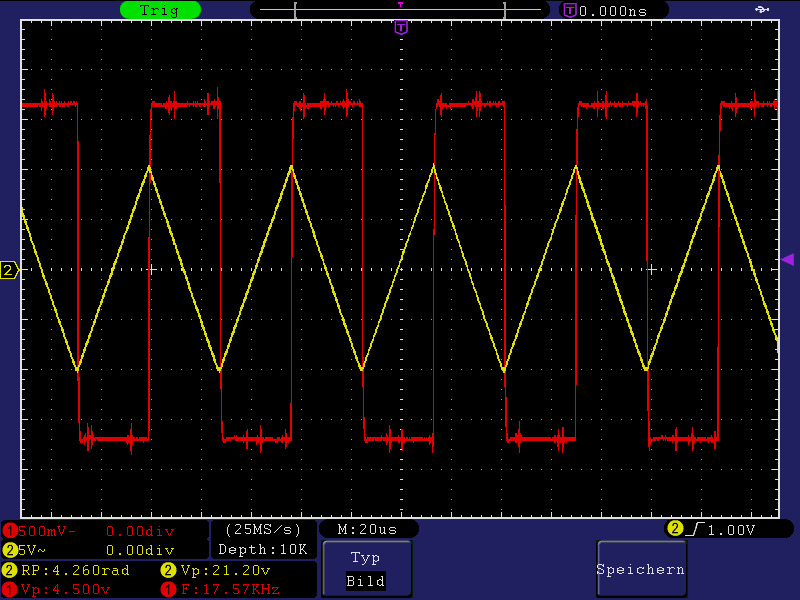 Trig T T 0.000ns
T
2
1 500mV- 0.00div (25MS/s) M:20us 2 1.00V
2 5V~ 0.00div Depth:10K
2 RP:4.260rad 2 Vp:21.20v Typ Speichern
1 Vp:4.500v 1 F:17.57KHz Bild